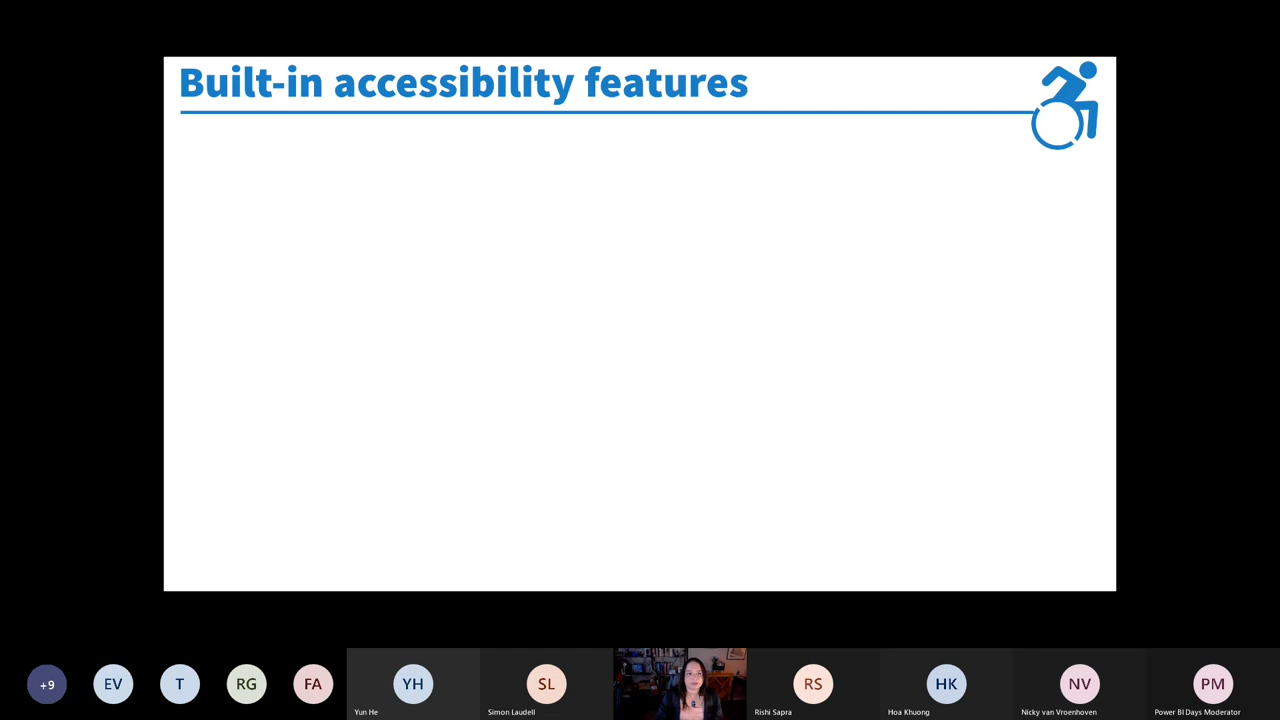 Built-in accessibility features
+9
EV
T
RG
FA
YH
SL
RS
HK
NV
PM
Yun He
Simon Laudell
Rishi Sapra
Hoa Khuong
Nicky van Vroenhoven
Power BI Days Moderator